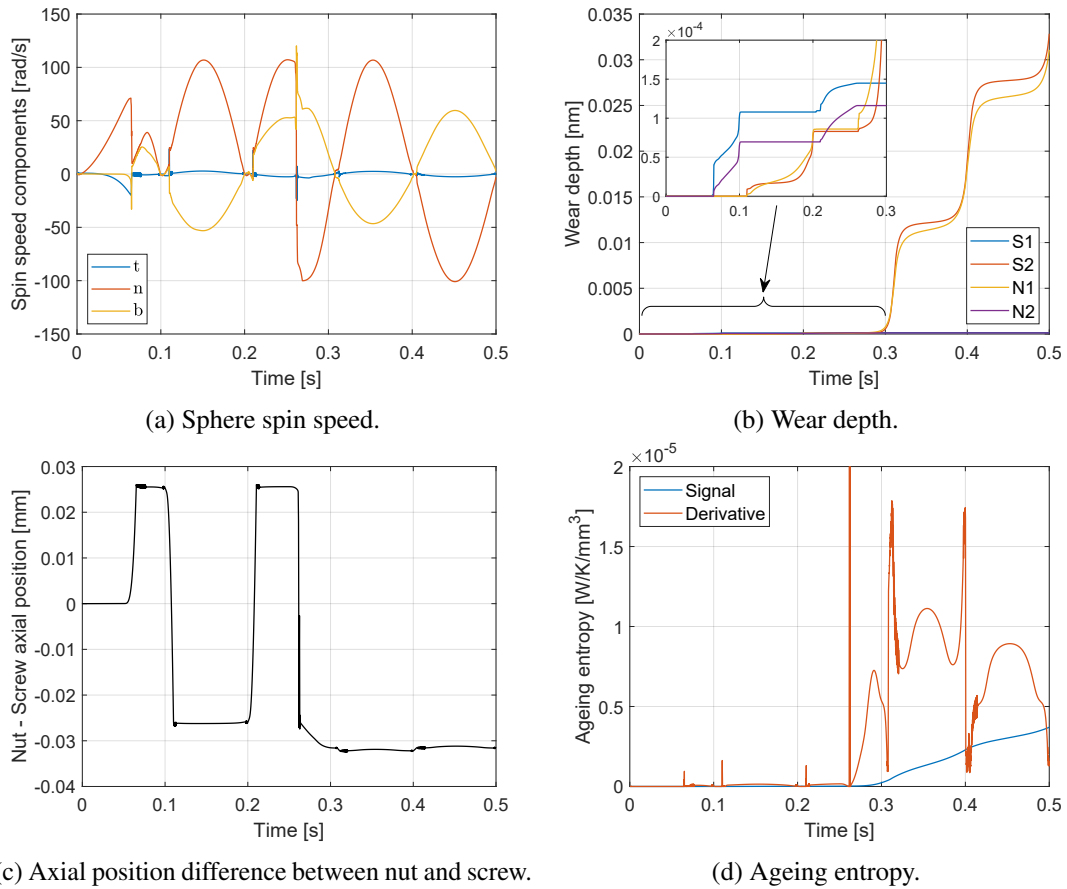 150
100
50
0
-50
-100
-150
Spin speed components [rad/s]
t
n
b
0 0.1 0.2 0.3 0.4 0.5
Time [s]
(a) Sphere spin speed.
0.035
0.03
0.025
0.02
0.015
0.01
0.005
0
Wear depth [nm]
×10-4
2
1.5
1
0.5
0
0 0.1 0.2 0.3
S1
S2
N1
N2
0 0.1 0.2 0.3 0.4 0.5
Time [s]
(b) Wear depth.
0.03
0.02
0.01
0
-0.01
-0.02
-0.03
-0.04
Nut - Screw axial position [mm]
0 0.1 0.2 0.3 0.4 0.5
Time [s]
(c) Axial position difference between nut and screw.
×10-5
2
1.5
1
0.5
0
Ageing entropy [W/K/mm3]
Signal
Derivative
0 0.1 0.2 0.3 0.4 0.5
Time [s]
(d) Ageing entropy.